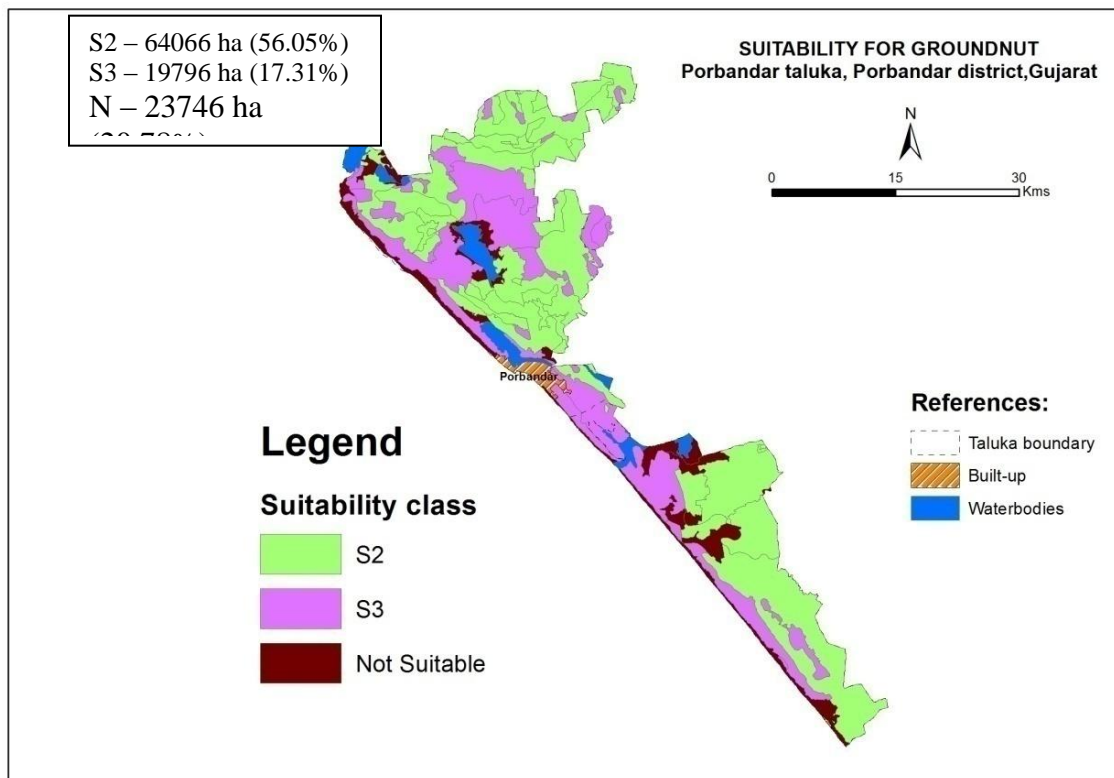 S2 – 64066 ha (56.05%)
S3 – 19796 ha (17.31%)
N – 23746 ha
SUITABILITY FOR GROUNDNUT
Porbandar taluka, Porbandar district,Gujarat
N
0 15 30
Kms
Porbandar
Legend
Suitability class
S2
S3
Not Suitable
References:
Taluka boundary
Built-up
Waterbodies